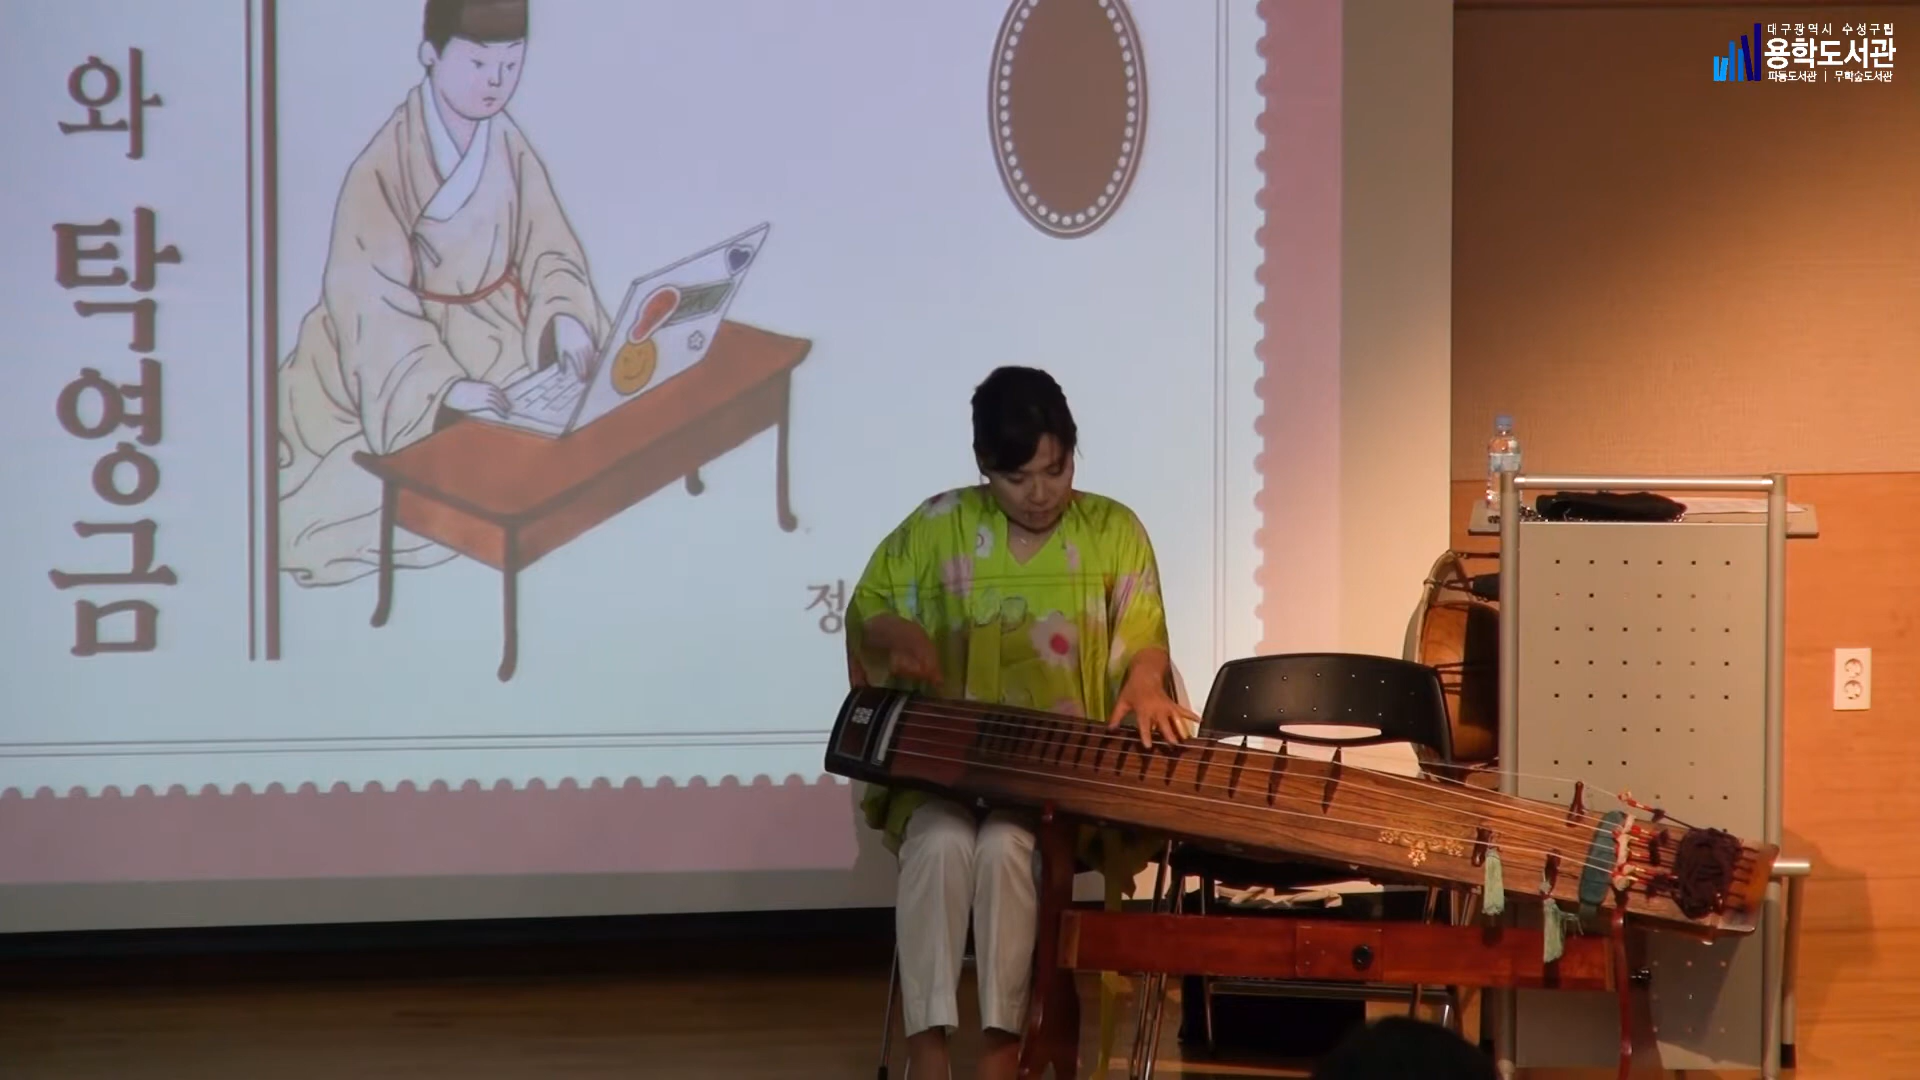 와 탁영금
정
대구광역시 수성구립
용학도서관
파동도서관 | 무학숲도서관